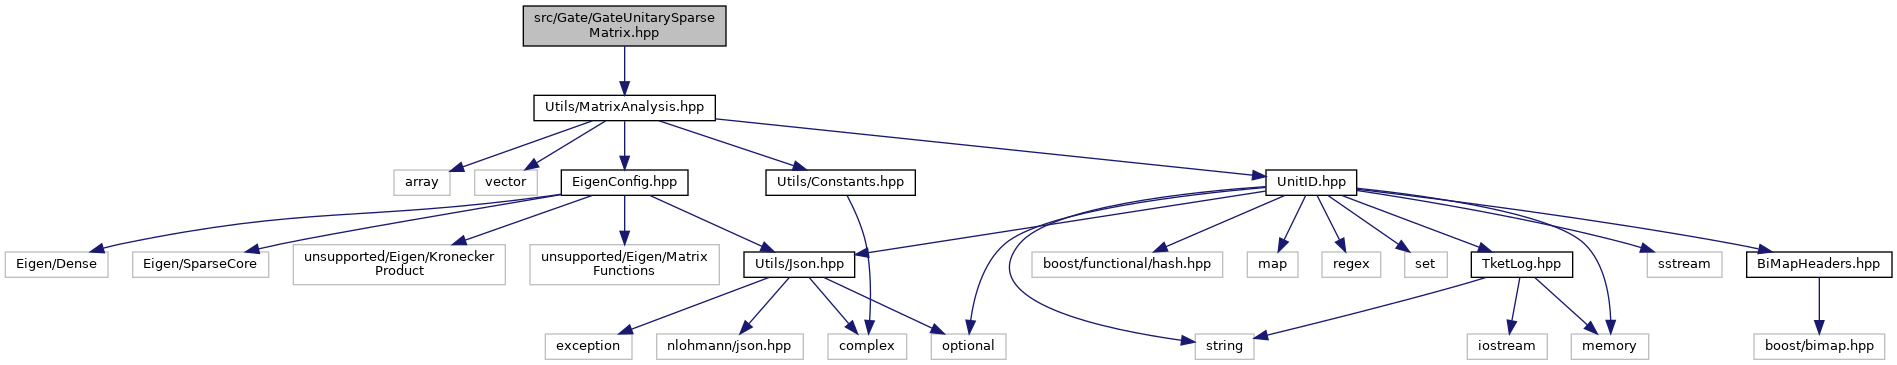 src/Gate/GateUnitarySparse
Matrix.hpp
Utils/MatrixAnalysis.hpp
array
vector
EigenConfig.hpp
Utils/Constants.hpp
UnitID.hpp
Eigen/Dense
Eigen/SparseCore
unsupported/Eigen/Kronecker
Product
unsupported/Eigen/Matrix
Functions
Utils/Json.hpp
boost/functional/hash.hpp
map
regex
set
TketLog.hpp
sstream
BiMapHeaders.hpp
exception
nlohmann/json.hpp
complex
optional
string
iostream
memory
boost/bimap.hpp